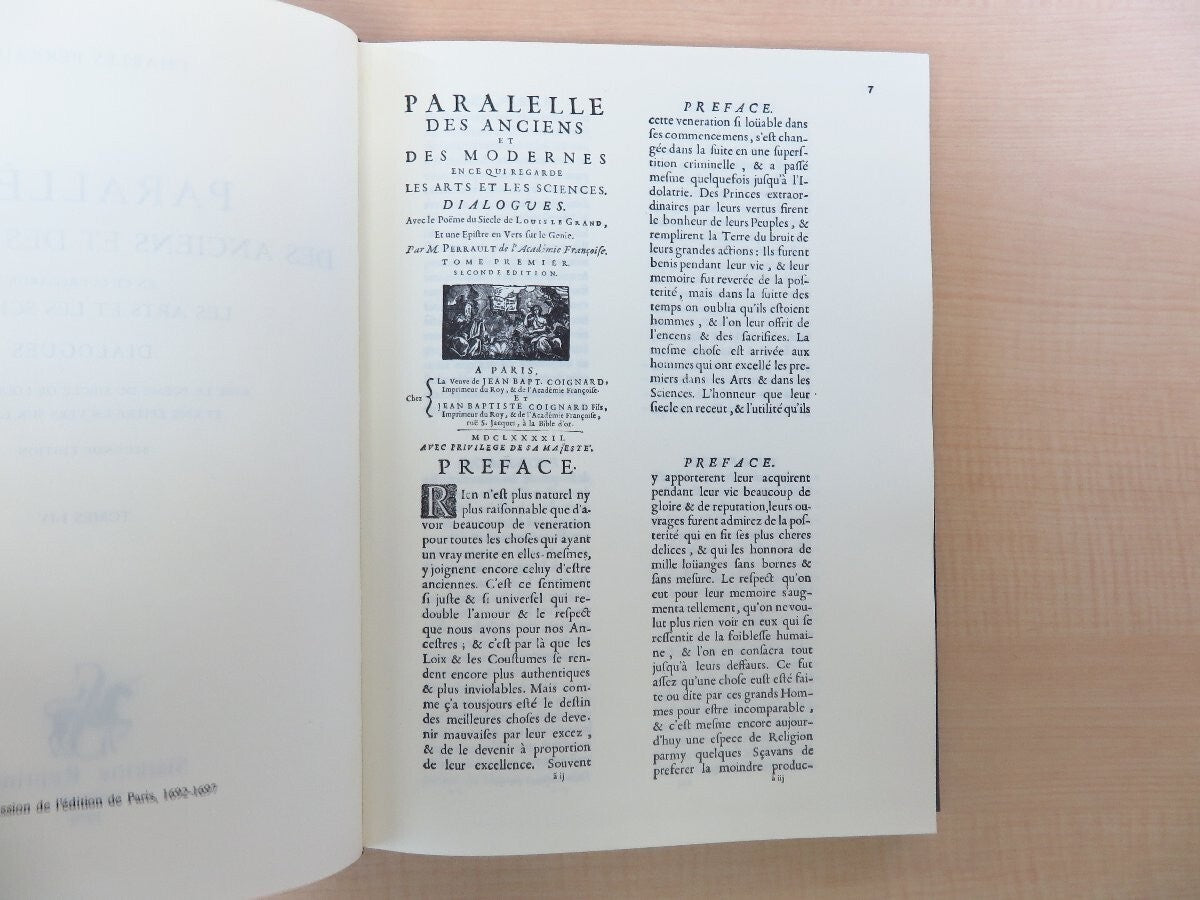 ssion de l'édition de Paris, 1692-1697
7
PARALELLE
DES ANCIENS
ET
DES MODERNES
EN CE QUI REGARDE
LES ARTS ET LES SCIENCES.
DIALOGUES.
Avec le Poëme du Siecle de LOUIS LE GRAND,
Et une Epistre en Vers sur le Genie.
Par M. PERRAULT de l'Académie Françoise.
TOME PREMIER.
SECONDE EDITION.
A PARIS.
Chez
La Veuve de JEAN BAPT. COIGNARD,
Imprimeur du Roy, & de l'Académie Françoise.
ET
JEAN BAPTISTE COIGNARD Fils,
Imprimeur du Roy, & de l'Académie Françoise,
ruë S. Jacques, à la Bible d'or.
MDCLXXXXII.
AVEC PRIVILEGE DE SA MAJESTE.
PREFACE.
RIen n'eſt plus naturel ny
plus raiſonnable que d'a-
voir beaucoup de veneration
pour toutes les choſes qui ayant
un vray merite en elles-meſmes,
y joignent encore celuy d'eſtre
anciennes. C'eſt ce ſentiment
ſi juſte & ſi univerſel qui re-
double l'amour & le reſpect
que nous avons pour nos An-
ceſtres ; & c'eſt par là que les
Loix & les Couſtumes ſe ren-
dent encore plus authentiques
& plus inviolables. Mais com-
me ç'a tousjours eſté le deſtin
des meilleures choſes de deve-
nir mauvaiſes par leur excez ,
& de le devenir à proportion
de leur excellence. Souvent
ã ij
PREFACE.
cette veneration ſi loüable dans
ſes commencemens, s'eſt chan-
gée dans la ſuite en une ſuperſ-
tition criminelle , & a paſſé
meſme quelquefois juſqu'à l'I-
dolatrie. Des Princes extraor-
dinaires par leurs vertus firent
le bonheur de leurs Peuples , &
remplirent la Terre du bruit de
leurs grandes actions : Ils furent
benis pendant leur vie , & leur
memoire fut reverée de la poſ-
terité, mais dans la ſuitte des
temps on oublia qu'ils eſtoient
hommes , & l'on leur offrit de
l'encens & des ſacrifices. La
meſme choſe eſt arrivée aux
hommes qui ont excellé les pre-
miers dans les Arts & dans les
Sciences. L'honneur que leur
ſiecle en receut, & l'utilité qu'ils
PREFACE.
y apporterent leur acquirent
pendant leur vie beaucoup de
gloire & de reputation, leurs ou-
vrages furent admirez de la poſ-
terité qui en fit ſes plus cheres
delices , & qui les honnora de
mille loüanges ſans bornes &
ſans meſure. Le reſpect qu'on
eut pour leur memoire s'aug-
menta tellement, qu'on ne vou-
lut plus rien voir en eux qui ſe
reſſentit de la foibleſſe humai-
ne , & l'on en conſacra tout
juſqu'à leurs deffauts. Ce fut
aſſez qu'une choſe euſt eſté fai-
te ou dite par ces grands Hom-
mes pour eſtre incomparable ,
& c'eſt meſme encore aujour-
d'huy une eſpece de Religion
parmy quelques Sçavans de
preferer la moindre produc-
ã iij